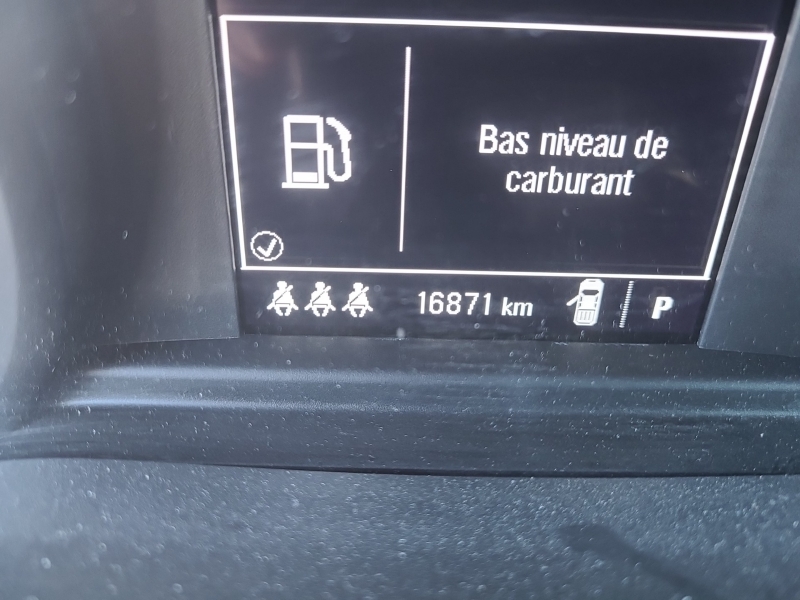 Bas niveau de
carburant
16871 km
P